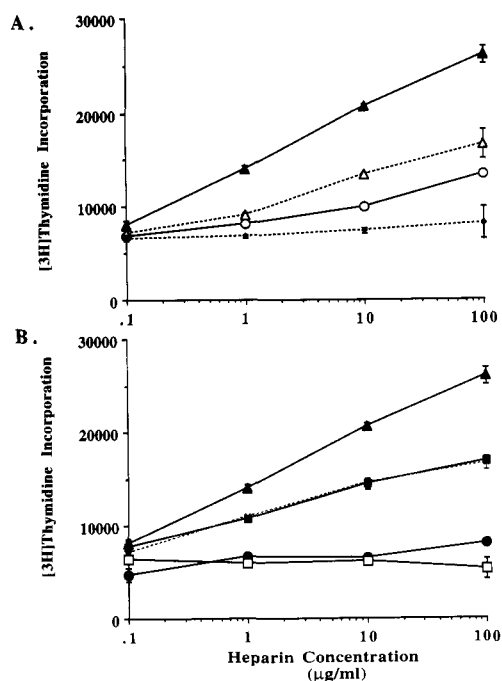 A.
30000
20000
10000
0
[3H]Thymidine Incorporation
.1
1
10
100
B.
30000
20000
10000
0
[3H]Thymidine Incorporation
.1
1
10
100
Heparin Concentration
(µg/ml)